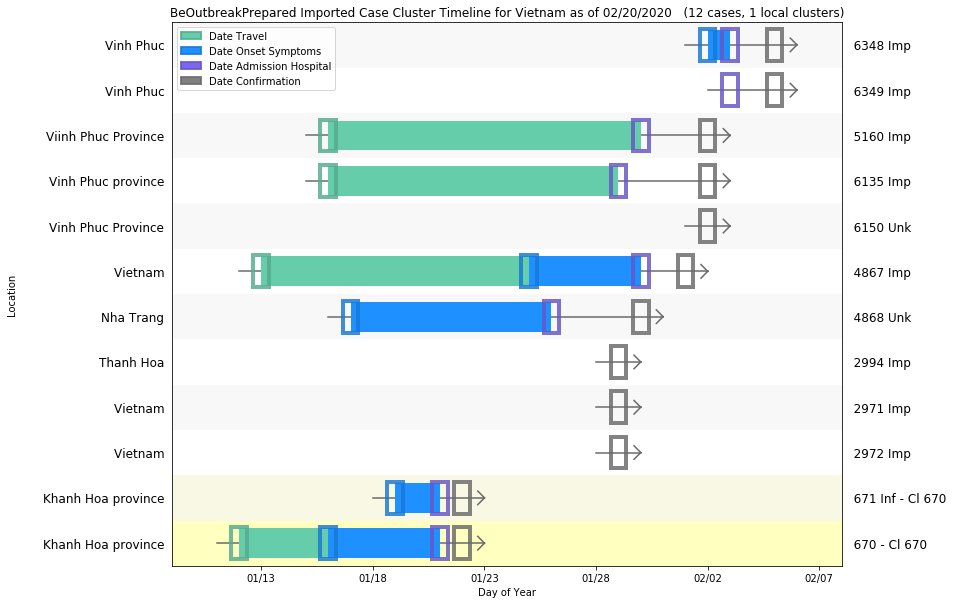 BeOutbreakPrepared Imported Case Cluster Timeline for Vietnam as of 02/20/2020   (12 cases, 1 local clusters)
Date Travel
Date Onset Symptoms
Date Admission Hospital
Date Confirmation
Vinh Phuc 6348 Imp
Vinh Phuc 6349 Imp
Viinh Phuc Province 5160 Imp
Vinh Phuc province 6135 Imp
Vinh Phuc Province 6150 Unk
Vietnam 4867 Imp
Nha Trang 4868 Unk
Thanh Hoa 2994 Imp
Vietnam 2971 Imp
Vietnam 2972 Imp
Khanh Hoa province 671 Inf - Cl 670
Khanh Hoa province 670 - Cl 670
Location
01/13 01/18 01/23 01/28 02/02 02/07
Day of Year